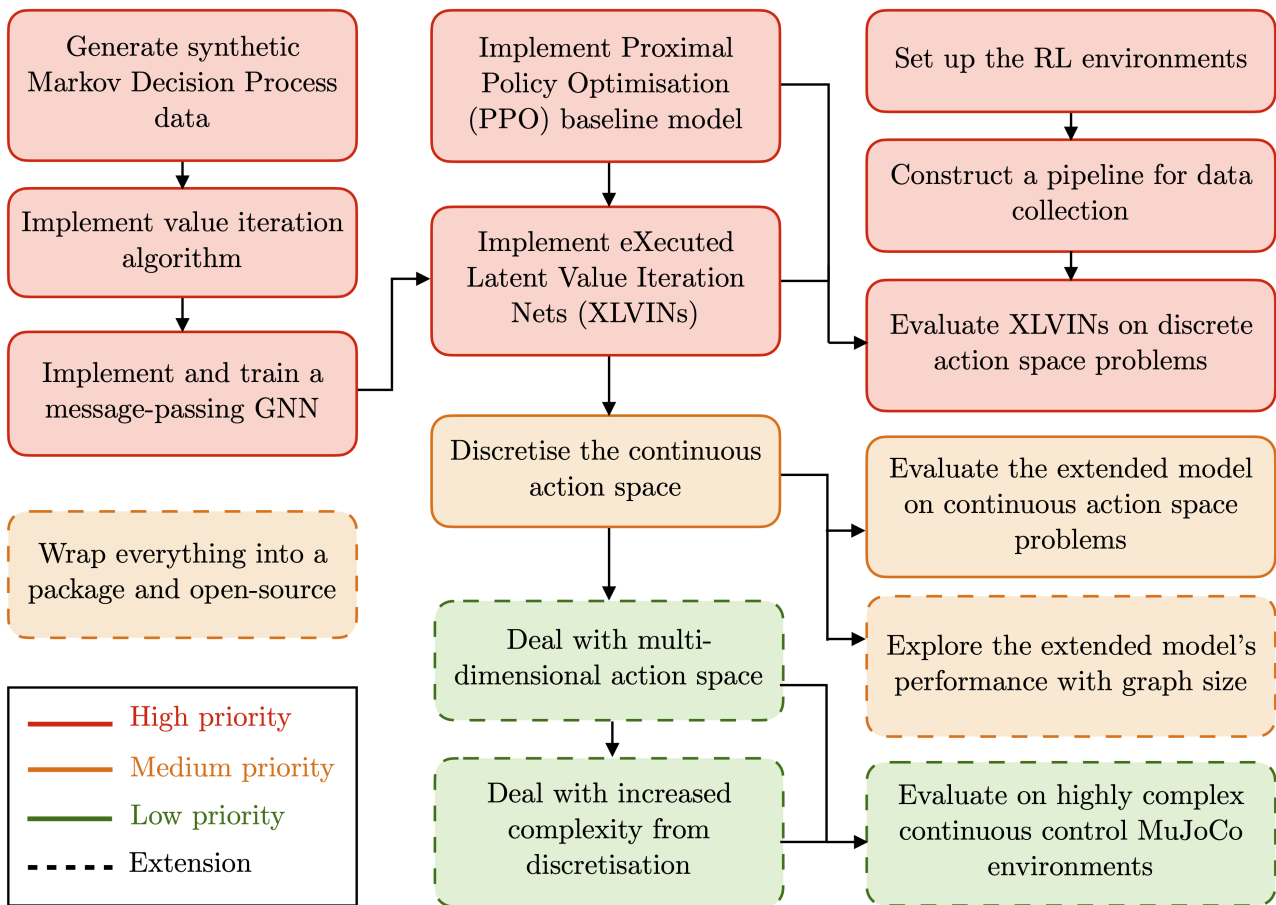 Generate synthetic
Markov Decision Process
data
Implement value iteration
algorithm
Implement and train a
message-passing GNN
Wrap everything into a
package and open-source
High priority
Medium priority
Low priority
Extension
Implement Proximal
Policy Optimisation
(PPO) baseline model
Implement eXecuted
Latent Value Iteration
Nets (XLVINs)
Discretise the continuous
action space
Deal with multi-
dimensional action space
Deal with increased
complexity from
discretisation
Set up the RL environments
Construct a pipeline for data
collection
Evaluate XLVINs on discrete
action space problems
Evaluate the extended model
on continuous action space
problems
Explore the extended model's
performance with graph size
Evaluate on highly complex
continuous control MuJoCo
environments